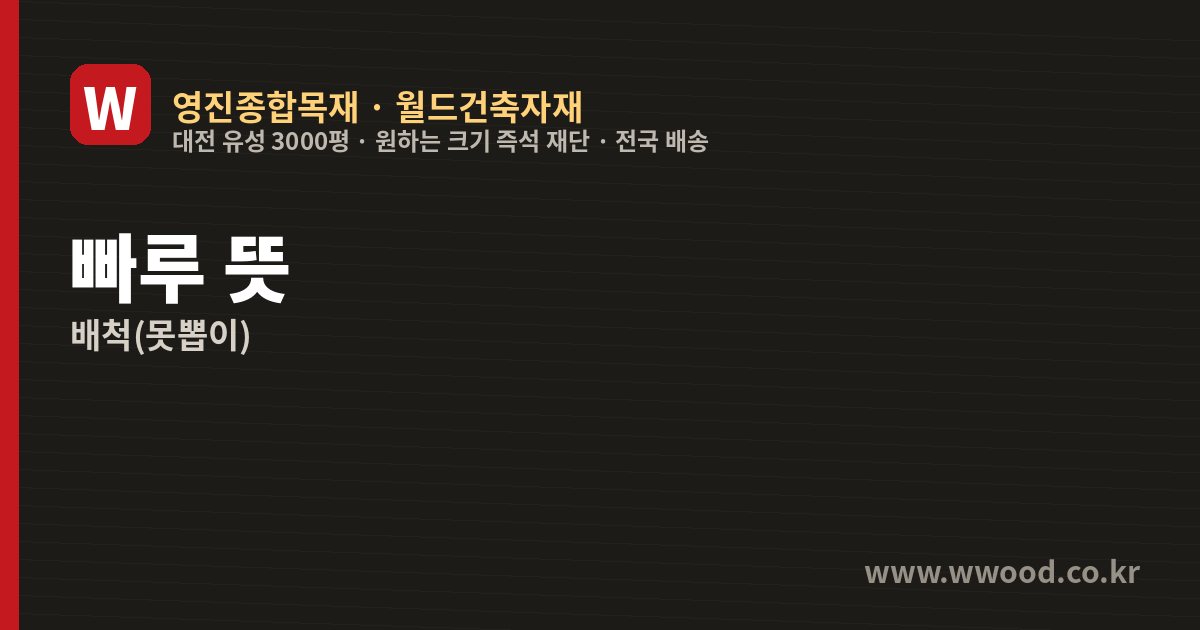 W
영진종합목재 · 월드건축자재
대전 유성 3000평 · 원하는 크기 즉석 재단 · 전국 배송
빠루 뜻
배척(못뽑이)
www.wwood.co.kr